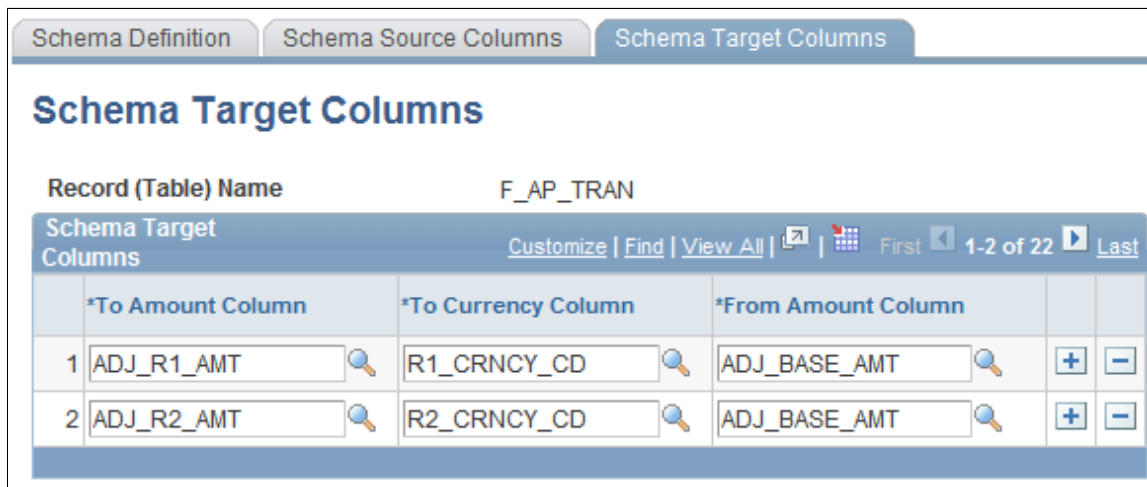 Schema Definition Schema Source Columns Schema Target Columns
Schema Target Columns
Record (Table) Name F_AP_TRAN
Schema Target Columns Customize | Find | View All | | First 1-2 of 22 Last
*To Amount Column *To Currency Column *From Amount Column
1 ADJ_R1_AMT R1_CRNCY_CD ADJ_BASE_AMT + -
2 ADJ_R2_AMT R2_CRNCY_CD ADJ_BASE_AMT + -